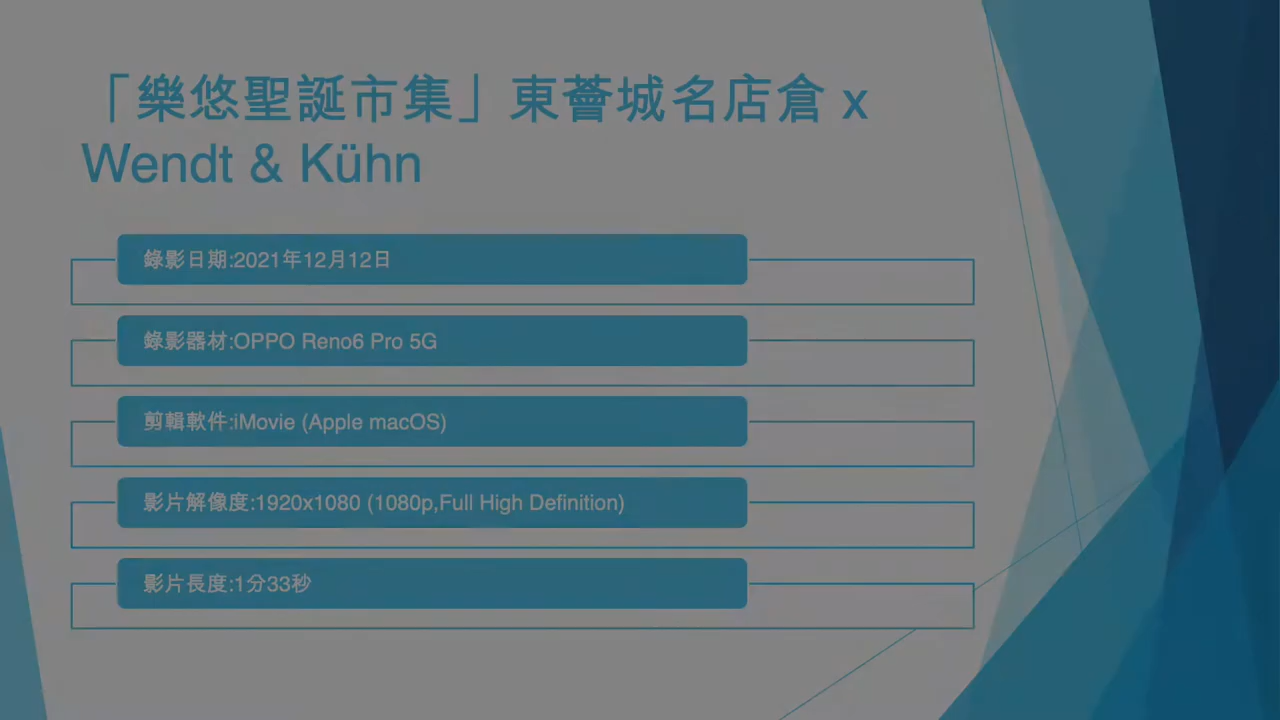 「樂悠聖誕市集」東薈城名店倉 x
Wendt & Kühn
錄影日期:2021年12月12日
錄影器材:OPPO Reno6 Pro 5G
剪輯軟件:iMovie (Apple macOS)
影片解像度:1920x1080 (1080p,Full High Definition)
影片長度:1分33秒